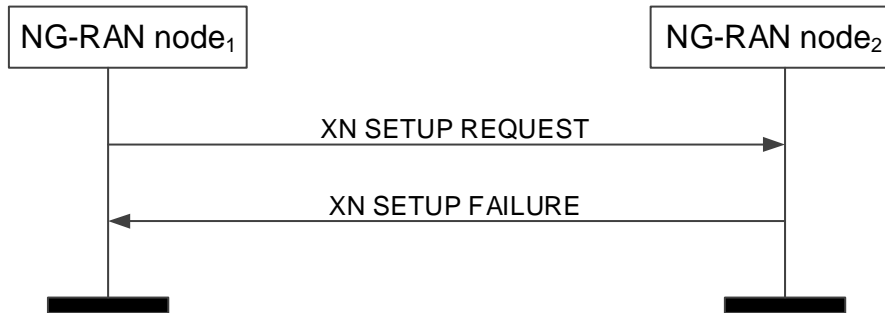 NG-RAN node₁
NG-RAN node₂
XN SETUP REQUEST
XN SETUP FAILURE